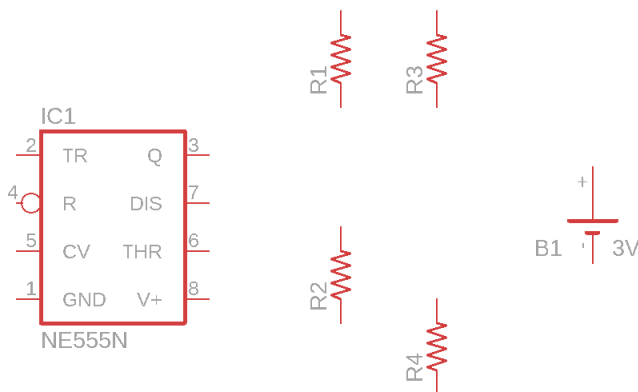 IC1
2 TR Q 3
4 R DIS 7
5 CV THR 6
1 GND V+ 8
NE555N
R1
R3
R2
R4
+
B1 - 3V